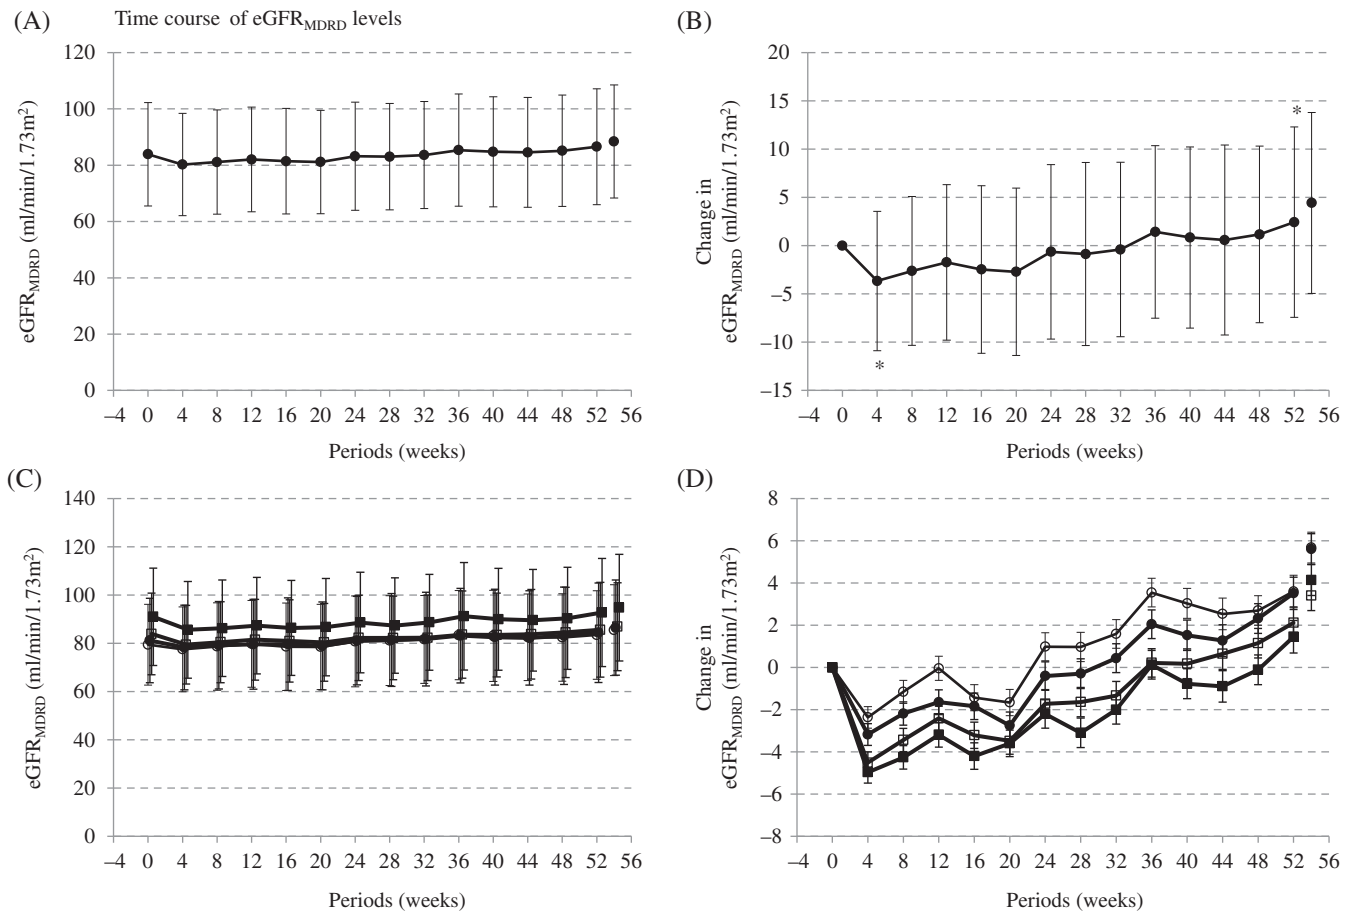 (A) Time course of eGFRMDRD levels
120
100
80
60
40
20
0
eGFRMDRD (ml/min/1.73m²)
–4 0 4 8 12 16 20 24 28 32 36 40 44 48 52 56
Periods (weeks)
(B)
20
15
10
5
0
–5
–10
–15
Change in
eGFRMDRD (ml/min/1.73m²)
*
*
–4 0 4 8 12 16 20 24 28 32 36 40 44 48 52 56
Periods (weeks)
(C)
140
120
100
80
60
40
20
0
eGFRMDRD (ml/min/1.73m²)
–4 0 4 8 12 16 20 24 28 32 36 40 44 48 52 56
Periods (weeks)
(D)
8
6
4
2
0
–2
–4
–6
–8
Change in
eGFRMDRD (ml/min/1.73m²)
–4 0 4 8 12 16 20 24 28 32 36 40 44 48 52 56
Periods (weeks)